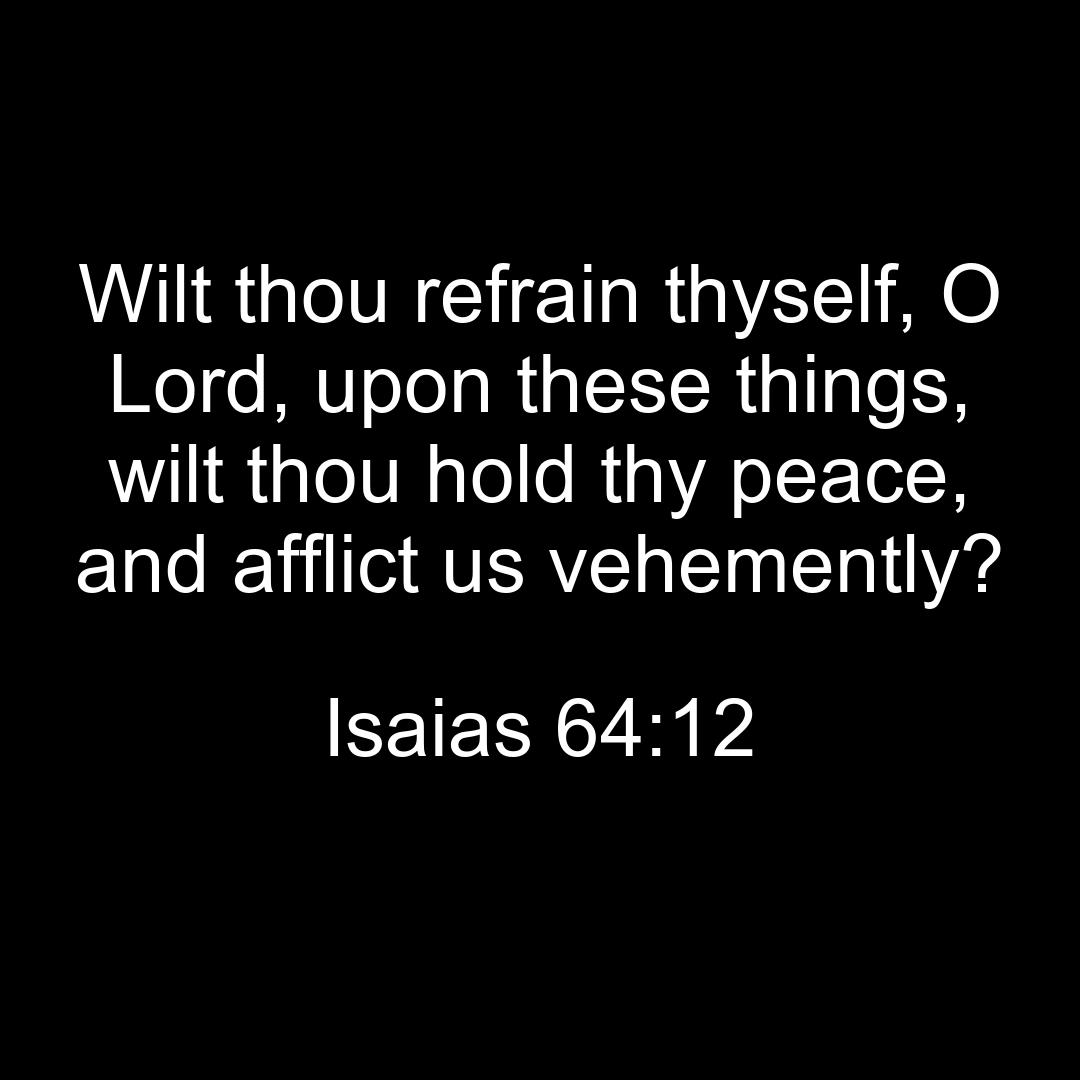 Wilt thou refrain thyself, O
Lord, upon these things,
wilt thou hold thy peace,
and afflict us vehemently?
Isaias 64:12